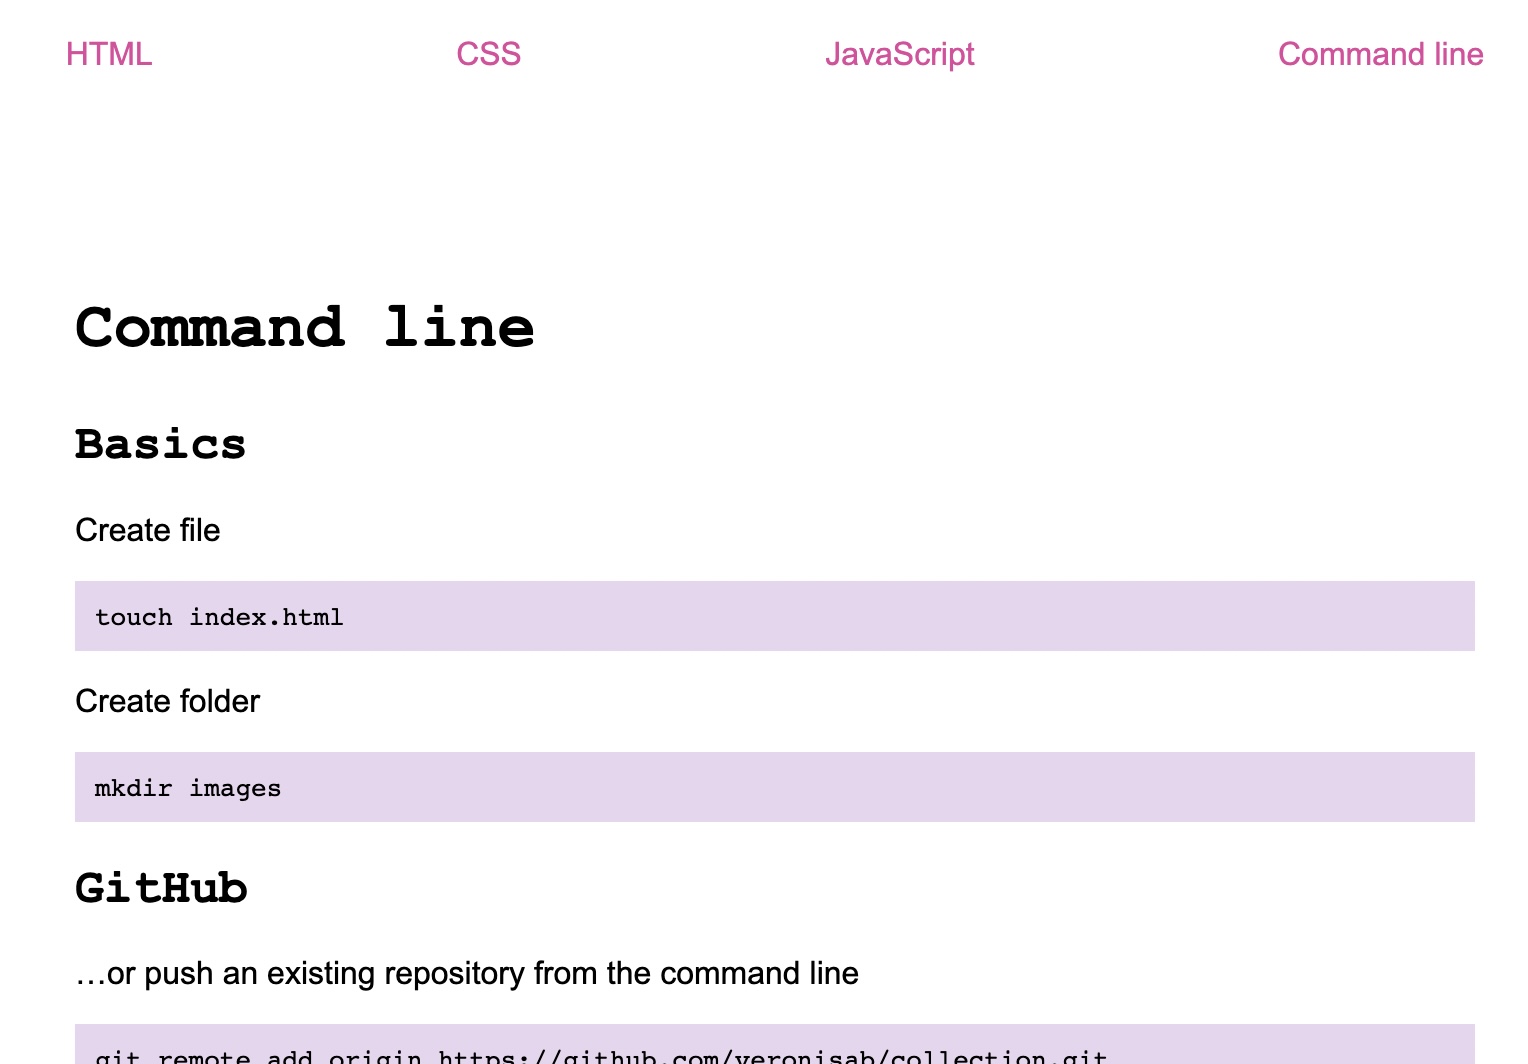 HTML CSS JavaScript Command line
Command line
Basics
Create file
touch index.html
Create folder
mkdir images
GitHub
…or push an existing repository from the command line
git remote add origin https://github.com/veronisab/collection.git